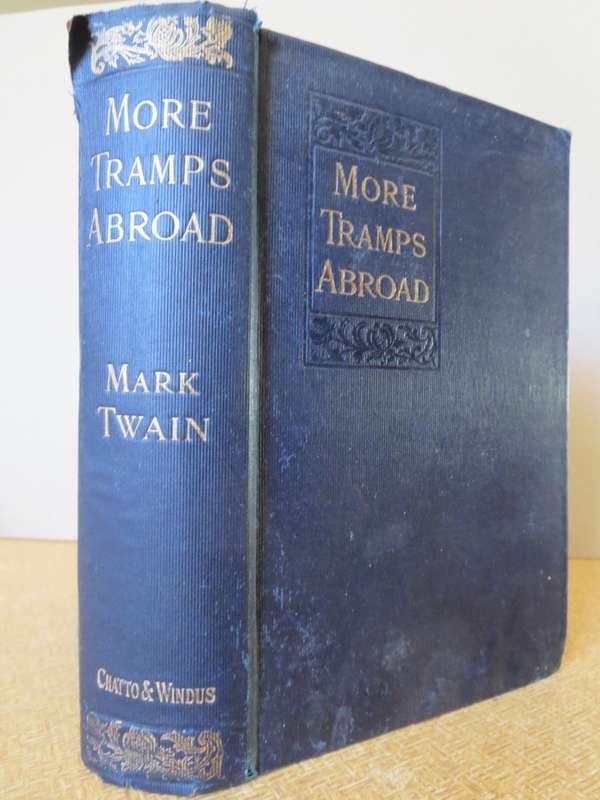 MORE
TRAMPS
ABROAD
MARK
TWAIN
CHATTO & WINDUS
MORE
TRAMPS
ABROAD